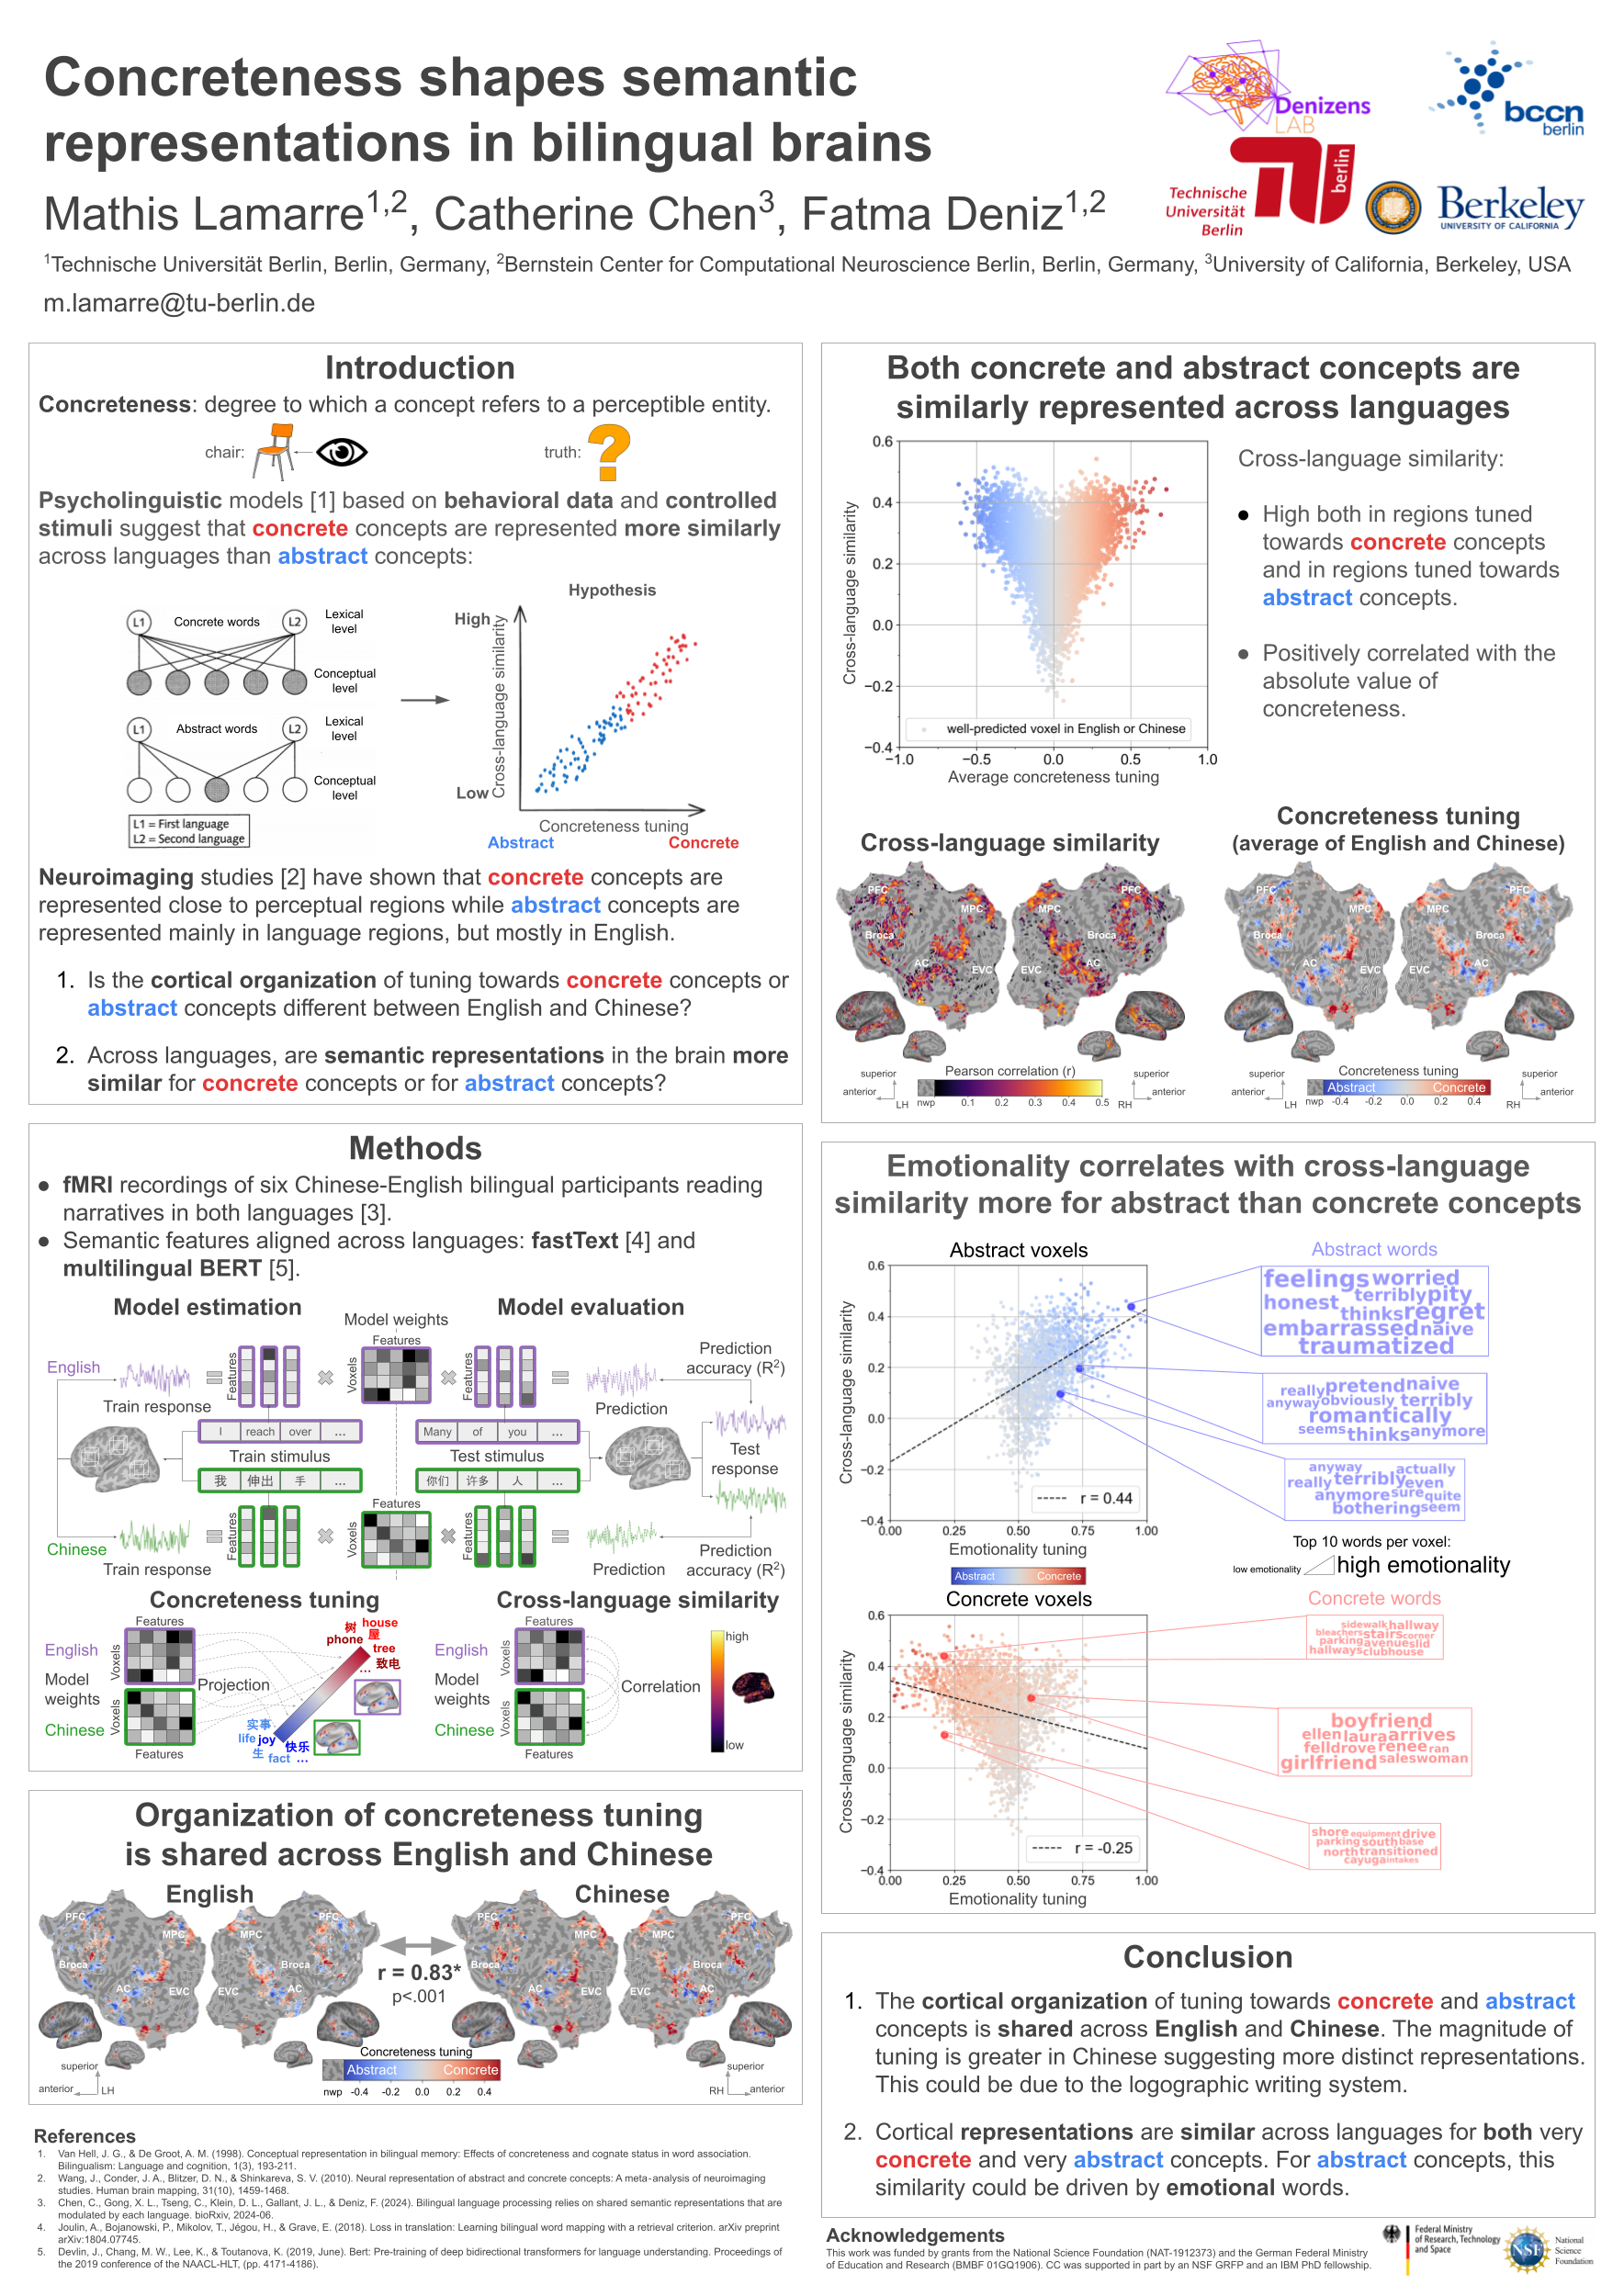 Concreteness shapes semantic
representations in bilingual brains
Mathis Lamarre1,2, Catherine Chen3, Fatma Deniz1,2
1Technische Universität Berlin, Berlin, Germany, 2Bernstein Center for Computational Neuroscience Berlin, Berlin, Germany, 3University of California, Berkeley, USA
m.lamarre@tu-berlin.de
Denizens
LAB
bccn
berlin
Technische
Universität
Berlin
berlin
Berkeley
UNIVERSITY OF CALIFORNIA
Introduction
Concreteness: degree to which a concept refers to a perceptible entity.
chair:
truth:
?
Psycholinguistic models [1] based on behavioral data and controlled
stimuli suggest that concrete concepts are represented more similarly
across languages than abstract concepts:
L1
Concrete words
L2
Lexical
level
Conceptual
level
L1
Abstract words
L2
Lexical
level
Conceptual
level
L1 = First language
L2 = Second language
Hypothesis
High
Cross-language similarity
Low
Concreteness tuning
Abstract
Concrete
Neuroimaging studies [2] have shown that concrete concepts are
represented close to perceptual regions while abstract concepts are
represented mainly in language regions, but mostly in English.
1. Is the cortical organization of tuning towards concrete concepts or
abstract concepts different between English and Chinese?
2. Across languages, are semantic representations in the brain more
similar for concrete concepts or for abstract concepts?
Methods
● fMRI recordings of six Chinese-English bilingual participants reading
narratives in both languages [3].
● Semantic features aligned across languages: fastText [4] and
multilingual BERT [5].
Model estimation
Model weights
Model evaluation
Features
English
Features
Voxels
Features
Prediction
accuracy (R2)
Train response
Prediction
I reach over ...
Many of you ...
Train stimulus
Test stimulus
Test
response
我 伸出 手 ...
你们 许多 人 ...
Features
Chinese
Features
Voxels
Features
Train response
Prediction
Prediction
accuracy (R2)
Concreteness tuning
Features
English
Voxels
Model
weights
Chinese
Voxels
Features
Projection
树 house
phone 屋
tree
... 致电
实事
life joy 快乐
生 fact ...
Cross-language similarity
Features
English
Voxels
Model
weights
Chinese
Voxels
Features
Correlation
high
low
Organization of concreteness tuning
is shared across English and Chinese
English
Chinese
PFC
MPC
Broca
AC
EVC
MPC
PFC
Broca
EVC
AC
r = 0.83*
p<.001
PFC
MPC
Broca
AC
EVC
MPC
PFC
Broca
EVC
AC
Concreteness tuning
Abstract Concrete
nwp -0.4 -0.2 0.0 0.2 0.4
superior
anterior LH
superior
RH anterior
References
1. Van Hell, J. G., & De Groot, A. M. (1998). Conceptual representation in bilingual memory: Effects of concreteness and cognate status in word association.
Bilingualism: Language and cognition, 1(3), 193-211.
2. Wang, J., Conder, J. A., Blitzer, D. N., & Shinkareva, S. V. (2010). Neural representation of abstract and concrete concepts: A meta-analysis of neuroimaging
studies. Human brain mapping, 31(10), 1459-1468.
3. Chen, C., Gong, X. L., Tseng, C., Klein, D. L., Gallant, J. L., & Deniz, F. (2024). Bilingual language processing relies on shared semantic representations that are
modulated by each language. bioRxiv, 2024-06.
4. Joulin, A., Bojanowski, P., Mikolov, T., Jégou, H., & Grave, E. (2018). Loss in translation: Learning bilingual word mapping with a retrieval criterion. arXiv preprint
arXiv:1804.07745.
5. Devlin, J., Chang, M. W., Lee, K., & Toutanova, K. (2019, June). Bert: Pre-training of deep bidirectional transformers for language understanding. Proceedings of
the 2019 conference of the NAACL-HLT, (pp. 4171-4186).
Both concrete and abstract concepts are
similarly represented across languages
Cross-language similarity
0.6
0.4
0.2
0.0
−0.2
−0.4
well-predicted voxel in English or Chinese
−1.0 −0.5 0.0 0.5 1.0
Average concreteness tuning
Cross-language similarity:
● High both in regions tuned
towards concrete concepts
and in regions tuned towards
abstract concepts.
● Positively correlated with the
absolute value of
concreteness.
Cross-language similarity
Concreteness tuning
(average of English and Chinese)
PFC
MPC
Broca
AC
EVC
MPC
PFC
Broca
EVC
AC
PFC
MPC
Broca
AC
EVC
MPC
PFC
Broca
EVC
AC
superior
anterior LH
Pearson correlation (r)
nwp 0.1 0.2 0.3 0.4 0.5
superior
RH anterior
superior
anterior LH
Concreteness tuning
Abstract Concrete
nwp -0.4 -0.2 0.0 0.2 0.4
superior
RH anterior
Emotionality correlates with cross-language
similarity more for abstract than concrete concepts
Abstract voxels
Cross-language similarity
0.6
0.4
0.2
0.0
−0.2
−0.4
r = 0.44
0.00 0.25 0.50 0.75 1.00
Emotionality tuning
Abstract Concrete
Abstract words
feelings worried
terribly pity
honest thinks regret
embarrassed naive
traumatized
really pretend naive
anyway obviously terribly
romantically
seems thinks anymore
anyway actually
really terribly even
anymore sure quite
bothering seem
Top 10 words per voxel:
low emotionality high emotionality
Concrete voxels
Cross-language similarity
0.6
0.4
0.2
0.0
−0.2
−0.4
r = -0.25
0.00 0.25 0.50 0.75 1.00
Emotionality tuning
Concrete words
sidewalk hallway
bleachers stairs corner
parking avenue slid
hallways clubhouse
boyfriend
ellen laura arrives
fell drove renee ran
girlfriend saleswoman
shore equipment drive
parking south base
north transitioned
cayuga intakes
Conclusion
1. The cortical organization of tuning towards concrete and abstract
concepts is shared across English and Chinese. The magnitude of
tuning is greater in Chinese suggesting more distinct representations.
This could be due to the logographic writing system.
2. Cortical representations are similar across languages for both very
concrete and very abstract concepts. For abstract concepts, this
similarity could be driven by emotional words.
Acknowledgements
This work was funded by grants from the National Science Foundation (NAT-1912373) and the German Federal Ministry
of Education and Research (BMBF 01GQ1906). CC was supported in part by an NSF GRFP and an IBM PhD fellowship.
Federal Ministry
of Research, Technology
and Space
NSF
National
Science
Foundation